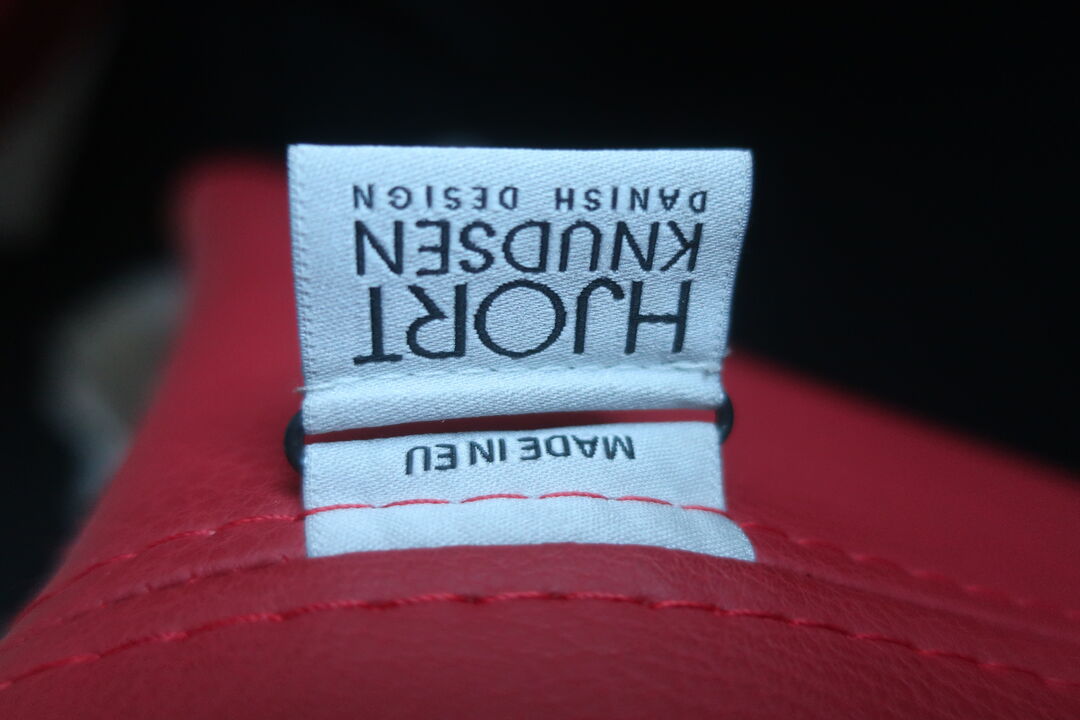 MADE IN EU
HJORT
KNUDSEN
DANISH DESIGN